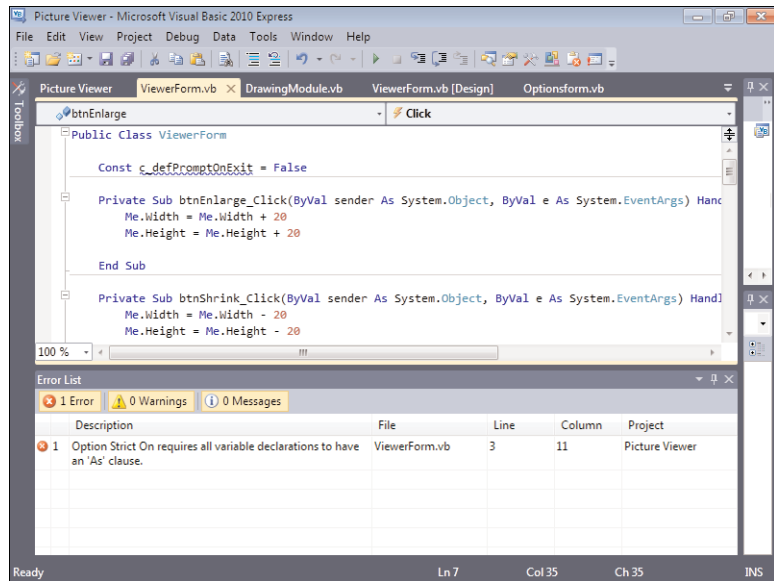 Picture Viewer - Microsoft Visual Basic 2010 Express
File Edit View Project Debug Data Tools Window Help
Toolbox
Picture Viewer ViewerForm.vb DrawingModule.vb ViewerForm.vb [Design] Optionsform.vb
btnEnlarge Click
Public Class ViewerForm
Const c_defPromptOnExit = False
Private Sub btnEnlarge_Click(ByVal sender As System.Object, ByVal e As System.EventArgs) Hand
Me.Width = Me.Width + 20
Me.Height = Me.Height + 20
End Sub
Private Sub btnShrink_Click(ByVal sender As System.Object, ByVal e As System.EventArgs) Handl
Me.Width = Me.Width - 20
Me.Height = Me.Height - 20
100 %
Error List
1 Error 0 Warnings 0 Messages
Description File Line Column Project
1 Option Strict On requires all variable declarations to have ViewerForm.vb 3 11 Picture Viewer
an 'As' clause.
Ready Ln 7 Col 35 Ch 35 INS